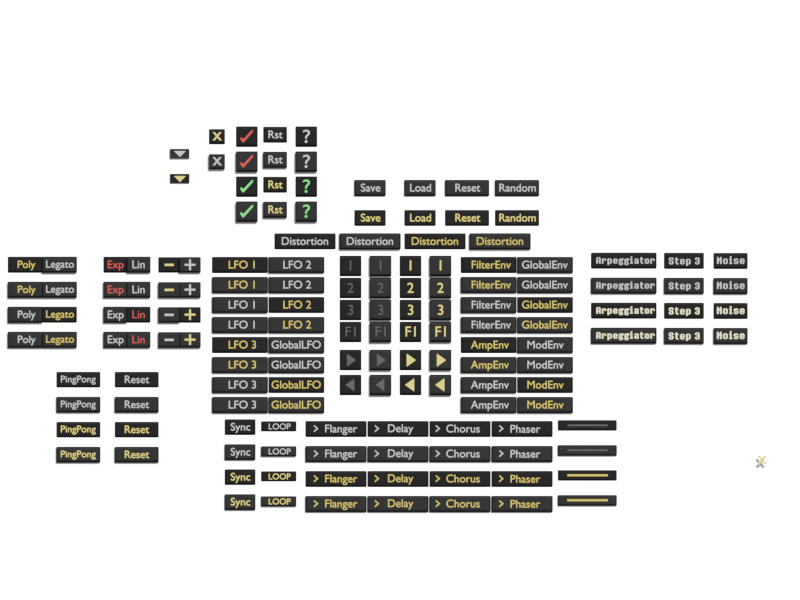 X ✓ Rst ?
X ✓ Rst ?
✓ Rst ?
✓ Rst ?
Save Load Reset Random
Save Load Reset Random
Distortion Distortion Distortion Distortion
Poly Legato Exp Lin - +
Poly Legato Exp Lin - +
Poly Legato Exp Lin - +
Poly Legato Exp Lin - +
PingPong Reset
PingPong Reset
PingPong Reset
PingPong Reset
LFO 1 LFO 2
LFO 1 LFO 2
LFO 1 LFO 2
LFO 1 LFO 2
LFO 3 GlobalLFO
LFO 3 GlobalLFO
LFO 3 GlobalLFO
LFO 3 GlobalLFO
1 1 1 1
2 2 2 2
3 3 3 3
F1 F1 F1 F1
FilterEnv GlobalEnv
FilterEnv GlobalEnv
FilterEnv GlobalEnv
FilterEnv GlobalEnv
AmpEnv ModEnv
AmpEnv ModEnv
AmpEnv ModEnv
AmpEnv ModEnv
Arpeggiator Step 3 Noise
Arpeggiator Step 3 Noise
Arpeggiator Step 3 Noise
Arpeggiator Step 3 Noise
Sync LOOP > Flanger > Delay > Chorus > Phaser
Sync LOOP > Flanger > Delay > Chorus > Phaser
Sync LOOP > Flanger > Delay > Chorus > Phaser
Sync LOOP > Flanger > Delay > Chorus > Phaser